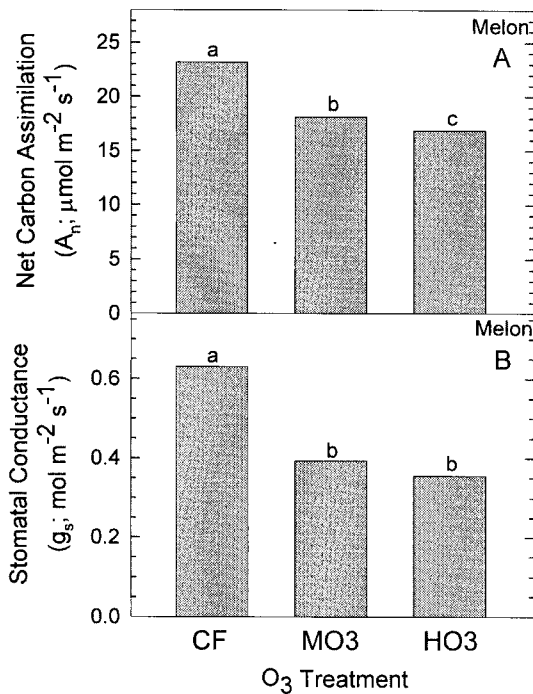 Melon
A
Net Carbon Assimilation
(An; μmol m−2 s−1)
25
20
15
10
5
0
a
b
c
Melon
B
Stomatal Conductance
(gs; mol m−2 s−1)
0.6
0.4
0.2
0.0
a
b
b
CF MO3 HO3
O3 Treatment